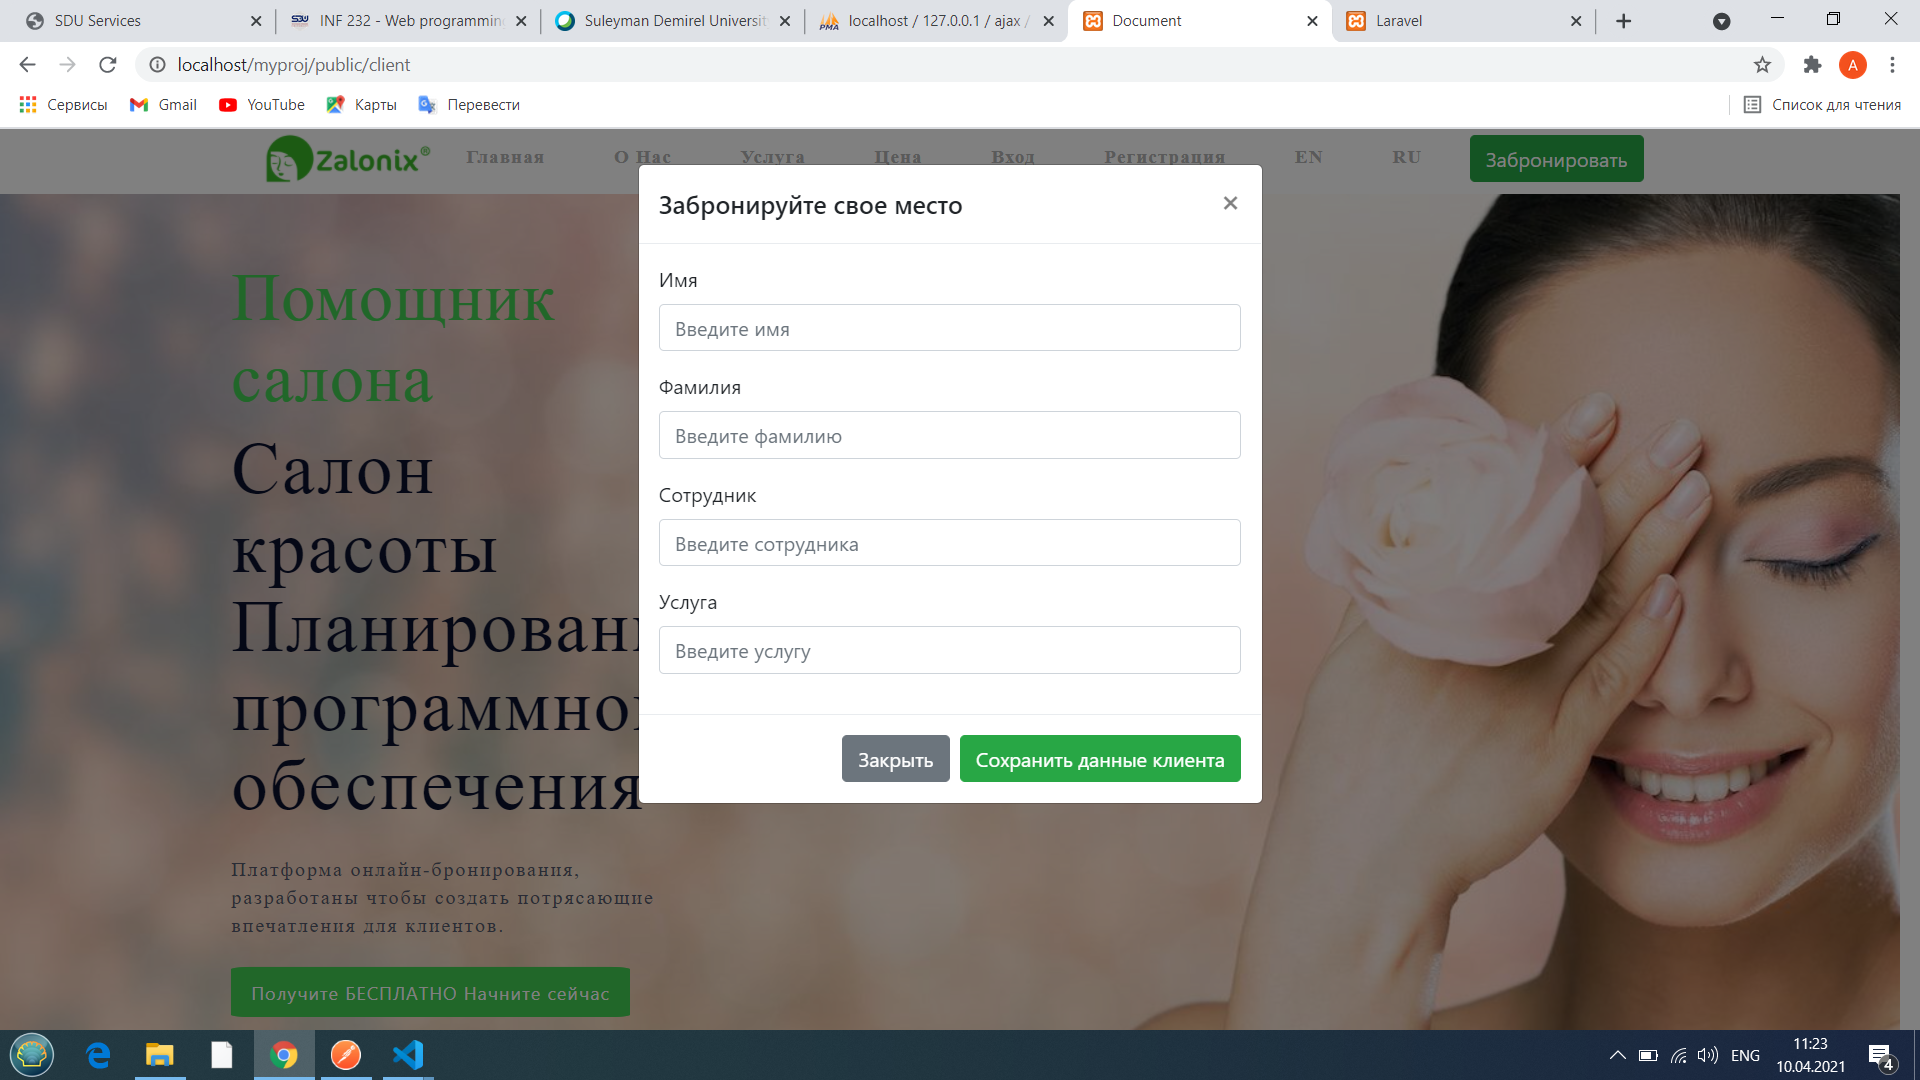 SDU Services
INF 232 - Web programming
Suleyman Demirel Universit
localhost / 127.0.0.1 / ajax /
Document
Laravel
localhost/myproj/public/client
A
Сервисы
Gmail
YouTube
Карты
Перевести
Список для чтения
Zalonix®
Главная
О Нас
Услуга
Цена
Вход
Регистрация
EN
RU
Забронировать
Забронируйте свое место
×
Имя
Введите имя
Фамилия
Введите фамилию
Сотрудник
Введите сотрудника
Услуга
Введите услугу
Закрыть
Сохранить данные клиента
Помощник
салона
Салон
красоты
Планирован
программно
обеспечения
Платформа онлайн-бронирования,
разработаны чтобы создать потрясающие
впечатления для клиентов.
Получите БЕСПЛАТНО Начните сейчас
ENG
11:23
10.04.2021
4